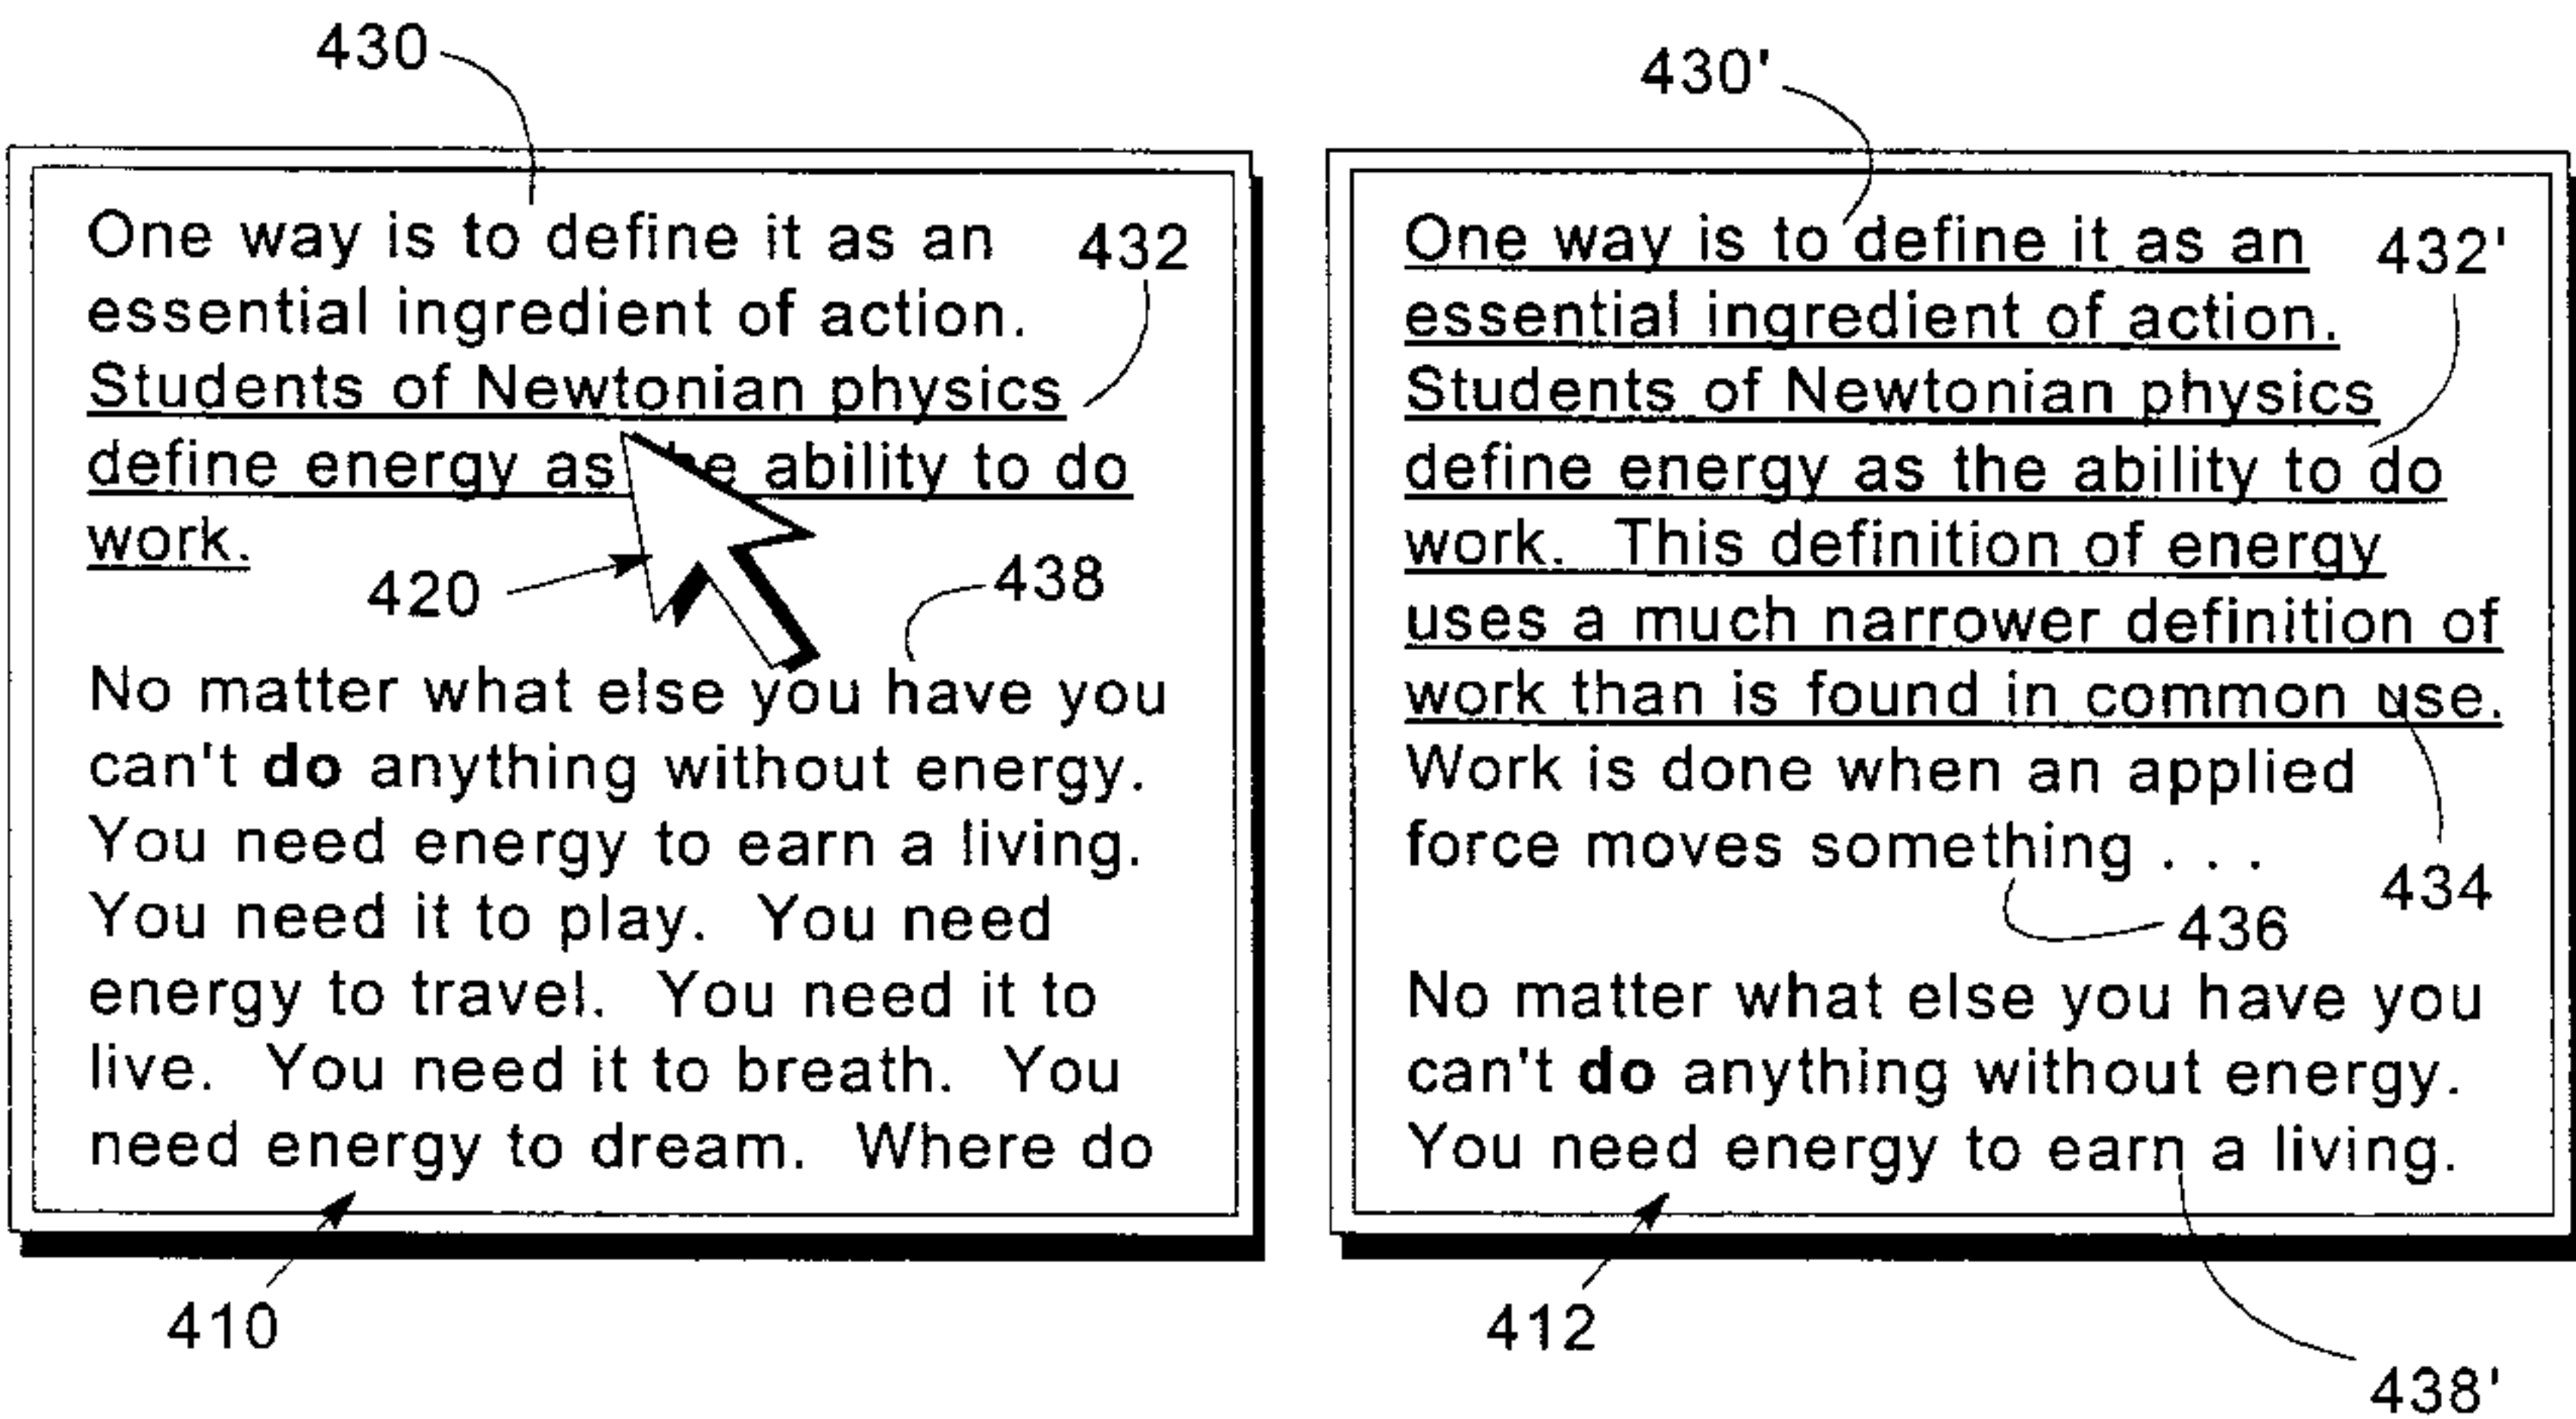 430
One way is to define it as an
432
essential ingredient of action.
Students of Newtonian physics
define energy as the ability to do
work.
420
438
No matter what else you have you
can't do anything without energy.
You need energy to earn a living.
You need it to play. You need
energy to travel. You need it to
live. You need it to breath. You
need energy to dream. Where do
410
430'
One way is to define it as an
432'
essential ingredient of action.
Students of Newtonian physics
define energy as the ability to do
work. This definition of energy
uses a much narrower definition of
work than is found in common use.
Work is done when an applied
force moves something . . .
434
436
No matter what else you have you
can't do anything without energy.
You need energy to earn a living.
412
438'